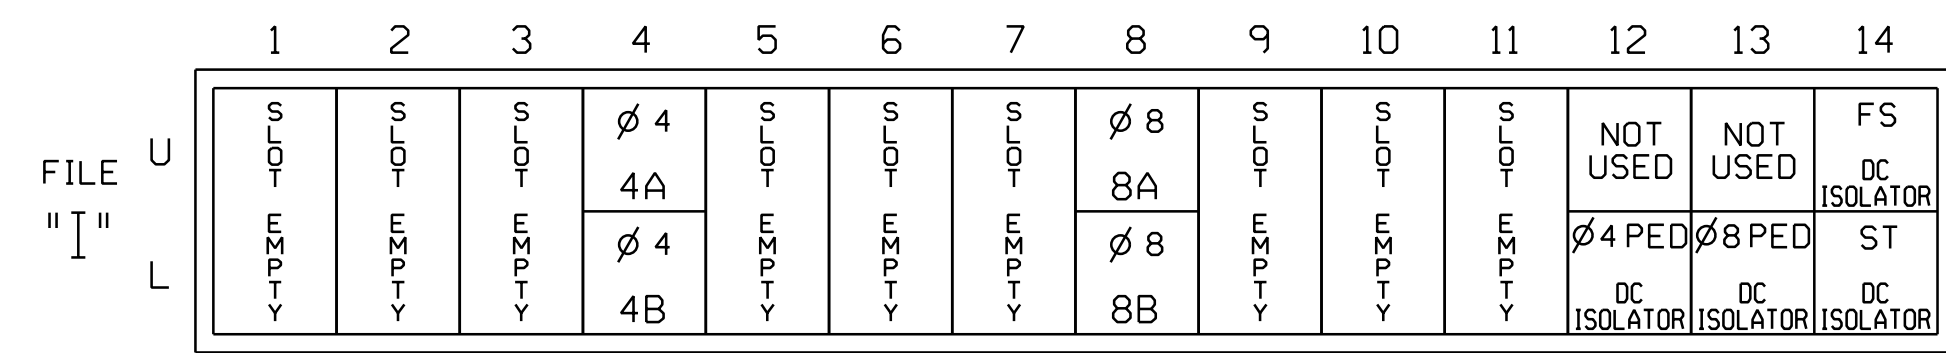 1 2 3 4 5 6 7 8 9 10 11 12 13 14
FILE
"I"
U
L
SLOT EMPTY
SLOT EMPTY
SLOT EMPTY
Ø 4
4A
Ø 4
4B
SLOT EMPTY
SLOT EMPTY
SLOT EMPTY
Ø 8
8A
Ø 8
8B
SLOT EMPTY
SLOT EMPTY
SLOT EMPTY
NOT
USED
Ø4 PED
DC
ISOLATOR
NOT
USED
Ø8 PED
DC
ISOLATOR
FS
DC
ISOLATOR
ST
DC
ISOLATOR